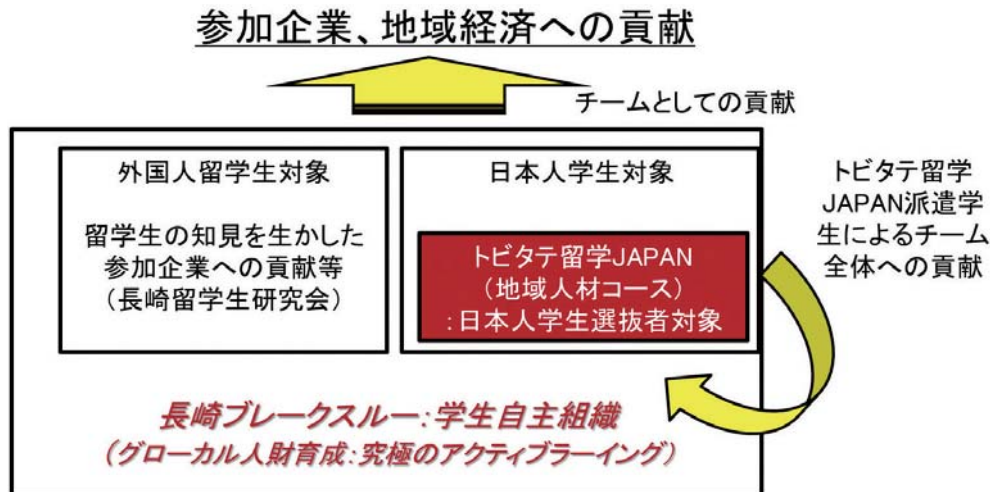 参加企業、地域経済への貢献
チームとしての貢献
外国人留学生対象
留学生の知見を生かした
参加企業への貢献等
（長崎留学生研究会）
日本人学生対象
トビタテ留学JAPAN
（地域人材コース）
：日本人学生選抜者対象
トビタテ留学
JAPAN派遣学
生によるチーム
全体への貢献
長崎ブレークスルー：学生自主組織
（グローカル人財育成：究極のアクティブラーイング）